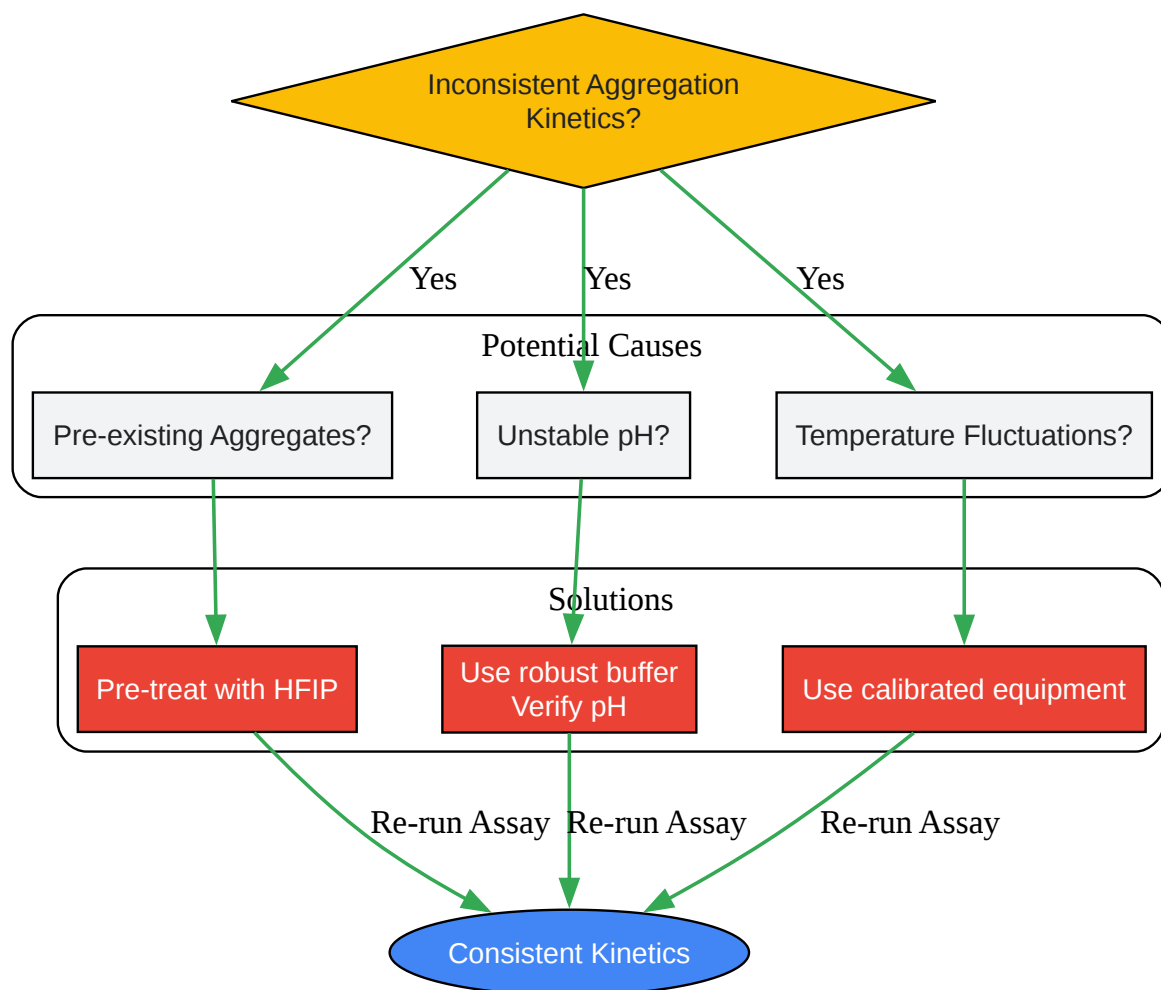 Inconsistent Aggregation
Kinetics?
Yes
Yes
Yes
Potential Causes
Pre-existing Aggregates?
Unstable pH?
Temperature Fluctuations?
Solutions
Pre-treat with HFIP
Use robust buffer
Verify pH
Use calibrated equipment
Re-run Assay
Re-run Assay
Re-run Assay
Consistent Kinetics